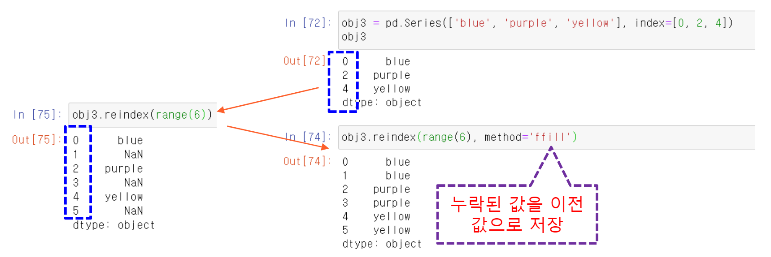 In [72]: obj3 = pd.Series(['blue', 'purple', 'yellow'], index=[0, 2, 4])
obj3
Out[72]: 0 blue
2 purple
4 yellow
dtype: object
In [75]: obj3.reindex(range(6))
Out[75]: 0 blue
1 NaN
2 purple
3 NaN
4 yellow
5 NaN
dtype: object
In [74]: obj3.reindex(range(6), method='ffill')
Out[74]: 0 blue
1 blue
2 purple
3 purple
4 yellow
5 yellow
dtype: object
누락된 값을 이전
값으로 저장